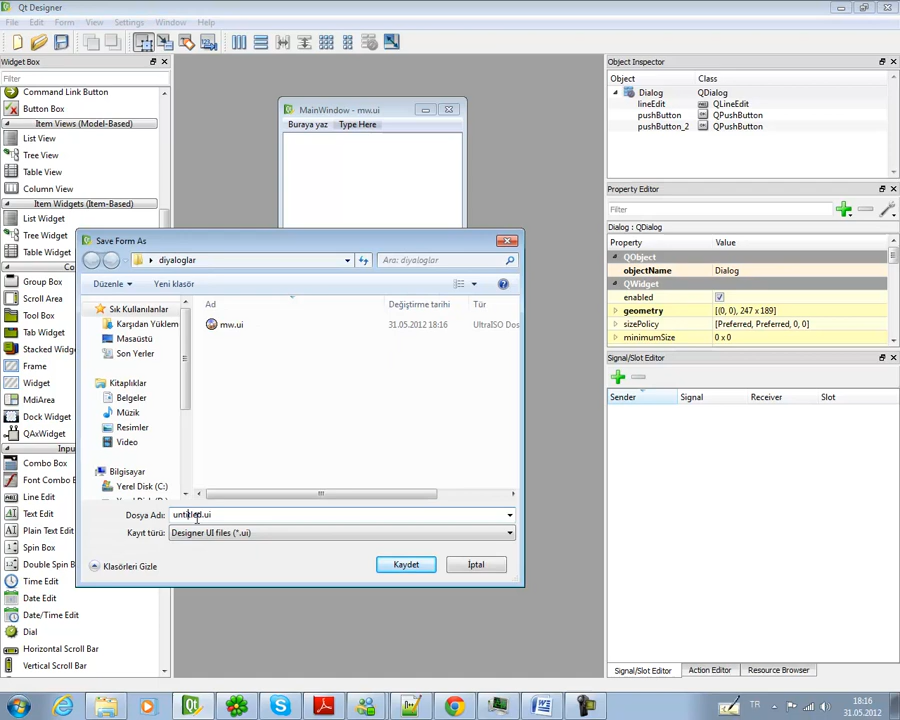 Qt Designer
File Edit Form View Settings Window Help
Widget Box
Filter
Command Link Button
Button Box
Item Views (Model-Based)
List View
Tree View
Table View
Column View
Item Widgets (Item-Based)
List Widget
Tree Widget
Table Widget
Group Box
Scroll Area
Tool Box
Tab Widget
Stacked Widg
Frame
Widget
MdiArea
Dock Widget
QAxWidget
Inpu
Combo Box
Font Combo B
Line Edit
Text Edit
Plain Text Edit
Spin Box
Double Spin B
Time Edit
Date Edit
Date/Time Edit
Dial
Horizontal Scroll Bar
Vertical Scroll Bar
MainWindow - mw.ui
Buraya yaz Type Here
Save Form As
diyaloglar
Ara: diyaloglar
Düzenle Yeni klasör
Sık Kullanılanlar
Karşıdan Yüklem
Masaüstü
Son Yerler
Kitaplıklar
Belgeler
Müzik
Resimler
Video
Bilgisayar
Yerel Disk (C:)
Ad Değiştirme tarihi Tür
mw.ui 31.05.2012 18:16 UltraISO Dos
Dosya Adı: untitled.ui
Kayıt türü: Designer UI files (*.ui)
Klasörleri Gizle Kaydet İptal
Object Inspector
Object Class
Dialog QDialog
lineEdit QLineEdit
pushButton QPushButton
pushButton_2 QPushButton
Property Editor
Filter
Dialog : QDialog
Property Value
QObject
objectName Dialog
QWidget
enabled
geometry [(0, 0), 247 x 189]
sizePolicy [Preferred, Preferred, 0, 0]
minimumSize 0 x 0
Signal/Slot Editor
Sender Signal Receiver Slot
Signal/Slot Editor Action Editor Resource Browser
TR
18:16
31.05.2012